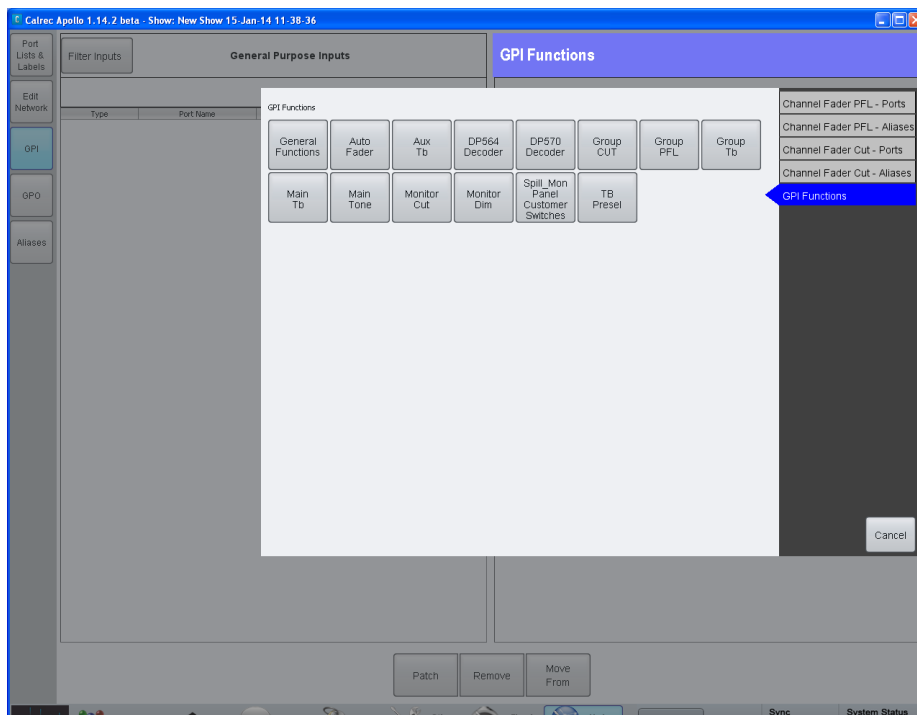 Calrec Apollo 1.14.2 beta - Show: New Show 15-Jan-14 11-38-36
Port
Lists &
Labels
Edit
Network
GPI
GPO
Aliases
Filter Inputs
General Purpose Inputs
Type
Port Name
GPI Functions
GPI Functions
General
Functions
Auto
Fader
Aux
Tb
DP564
Decoder
DP570
Decoder
Group
CUT
Group
PFL
Group
Tb
Main
Tb
Main
Tone
Monitor
Cut
Monitor
Dim
Spill_Mon
Panel
Customer
Switches
TB
Presel
Channel Fader PFL - Ports
Channel Fader PFL - Aliases
Channel Fader Cut - Ports
Channel Fader Cut - Aliases
GPI Functions
Cancel
Patch
Remove
Move
From
Sync
System Status